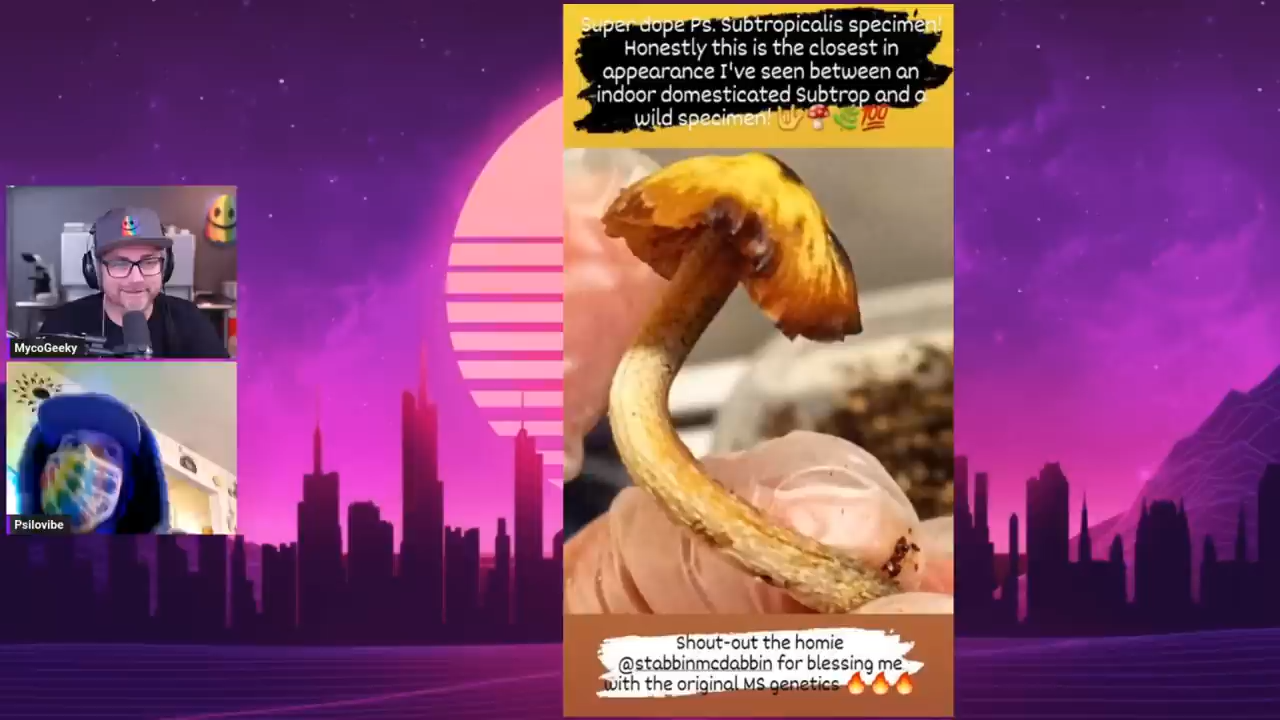 Super dope Ps. Subtropicalis specimen!
Honestly this is the closest in
appearance I've seen between an
indoor domesticated Subtrop and a
wild specimen! 🤟🍄🌿💯
MycoGeeky
Psilovibe
Shout-out the homie
@stabbinmcdabbin for blessing me
with the original MS genetics 🔥🔥🔥